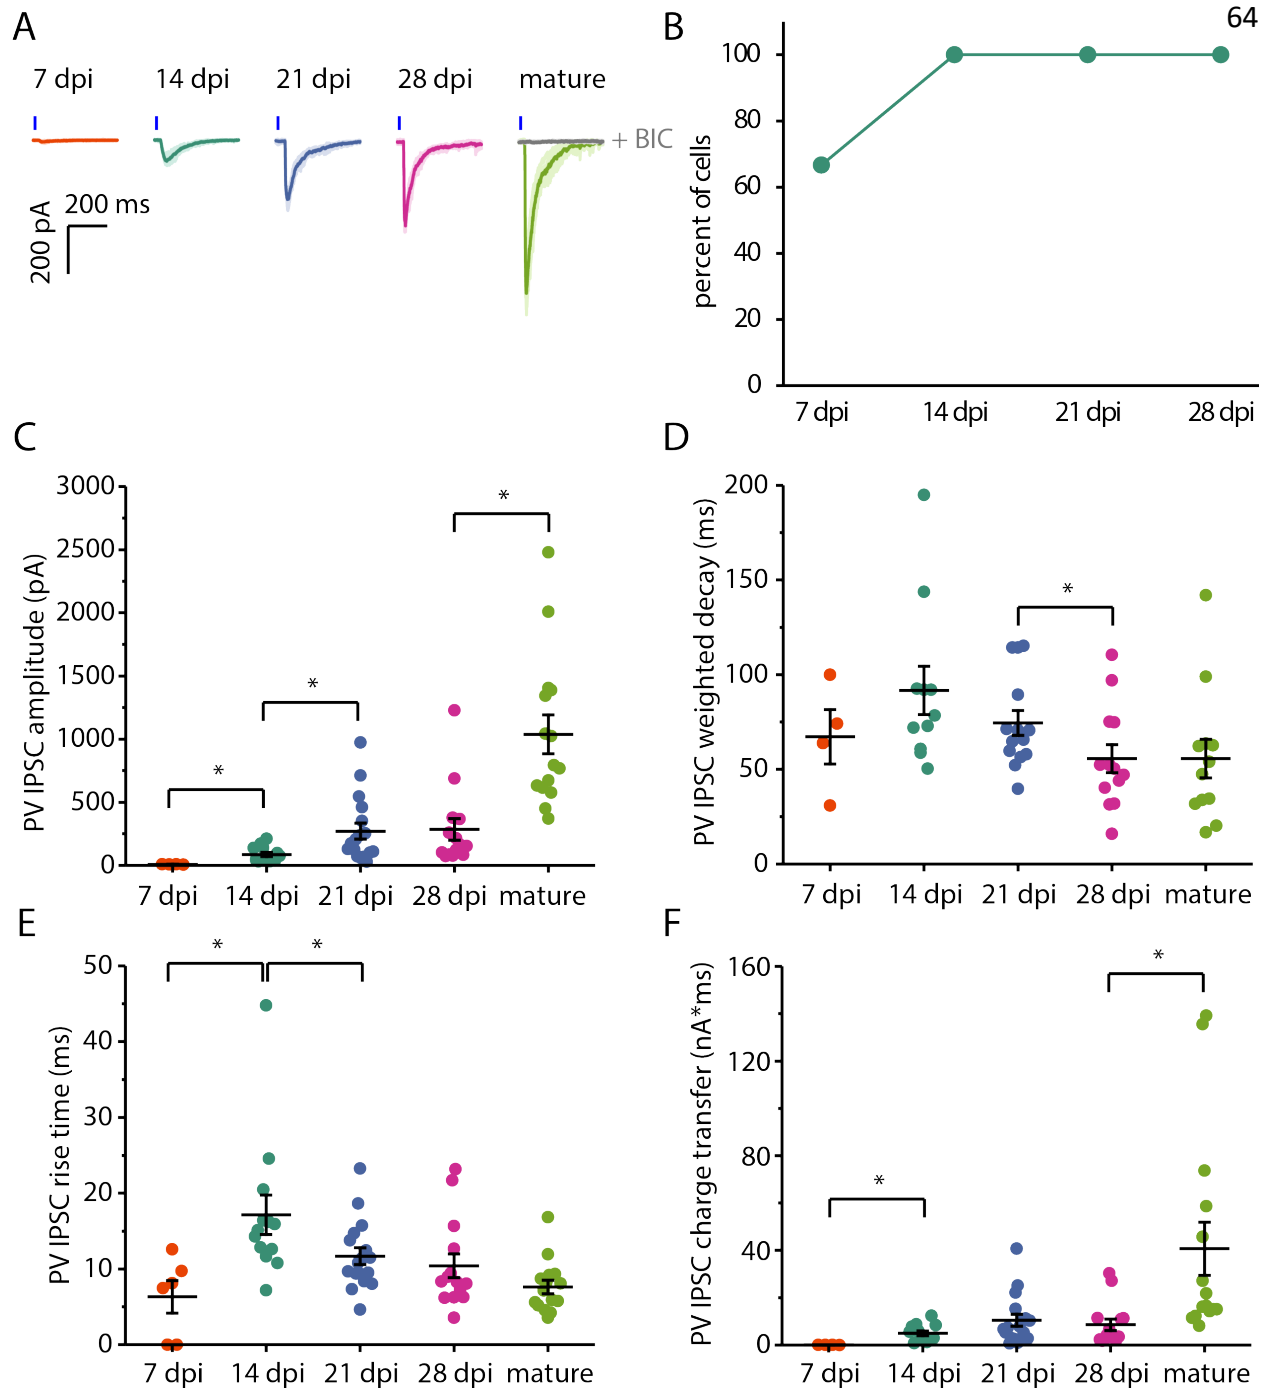 64
A
7 dpi 14 dpi 21 dpi 28 dpi mature
+ BIC
200 ms
200 pA
B
percent of cells
100
80
60
40
20
0
7 dpi 14 dpi 21 dpi 28 dpi
C
PV IPSC amplitude (pA)
3000
2500
2000
1500
1000
500
0
*
*
*
7 dpi 14 dpi 21 dpi 28 dpi mature
D
PV IPSC weighted decay (ms)
200
150
100
50
0
*
7 dpi 14 dpi 21 dpi 28 dpi mature
E
PV IPSC rise time (ms)
50
40
30
20
10
0
* *
7 dpi 14 dpi 21 dpi 28 dpi mature
F
PV IPSC charge transfer (nA*ms)
160
120
80
40
0
*
*
7 dpi 14 dpi 21 dpi 28 dpi mature